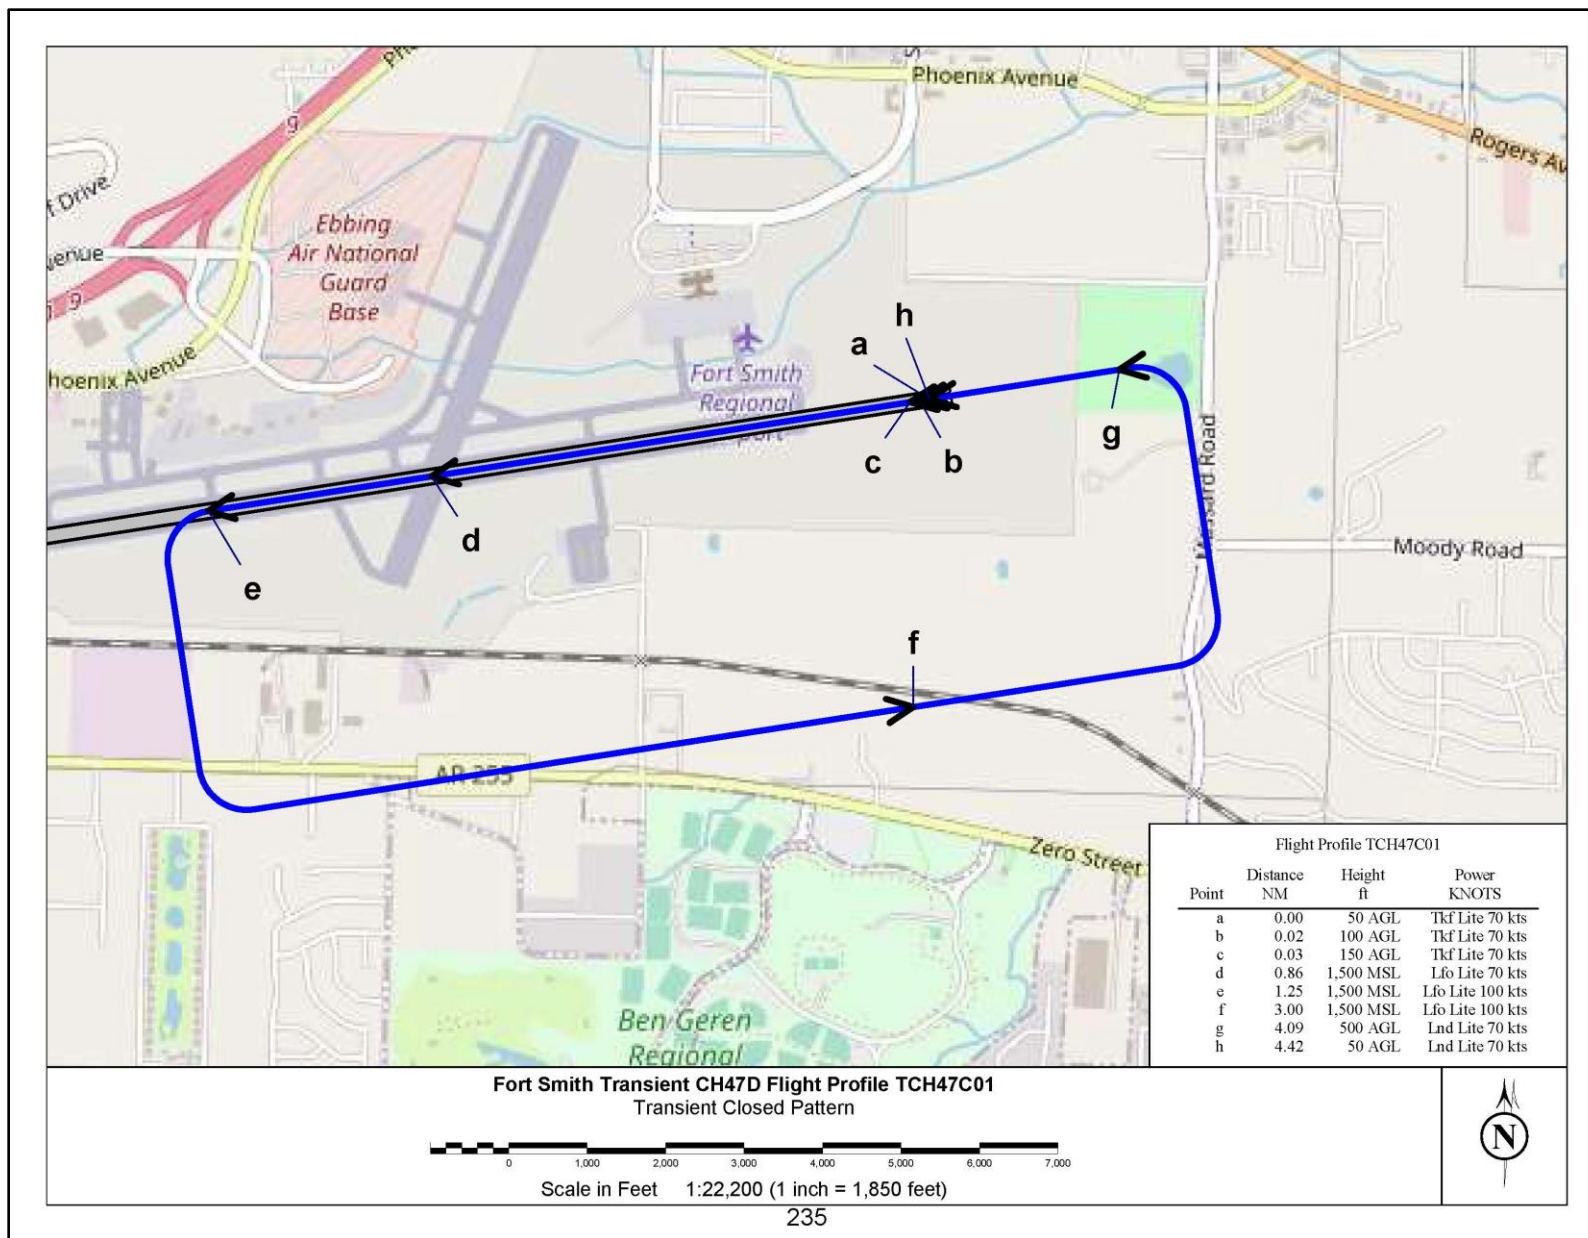 Phoenix Avenue
Rogers Av
9
Drive
Ebbing
Air National
Guard
Base
venue
9
hoenix Avenue
h
a
Fort Smith
Regional
c
b
g
d
e
Moody Road
f
Zero Street
Ben Geren
Regional
Flight Profile TCH47C01
Point Distance NM Height ft Power KNOTS
a 0.00 50 AGL Tkf Lite 70 kts
b 0.02 100 AGL Tkf Lite 70 kts
c 0.03 150 AGL Tkf Lite 70 kts
d 0.86 1,500 MSL Lfo Lite 70 kts
e 1.25 1,500 MSL Lfo Lite 100 kts
f 3.00 1,500 MSL Lfo Lite 100 kts
g 4.09 500 AGL Lnd Lite 70 kts
h 4.42 50 AGL Lnd Lite 70 kts
Fort Smith Transient CH47D Flight Profile TCH47C01
Transient Closed Pattern
0 1,000 2,000 3,000 4,000 5,000 6,000 7,000
Scale in Feet 1:22,200 (1 inch = 1,850 feet)
N
235